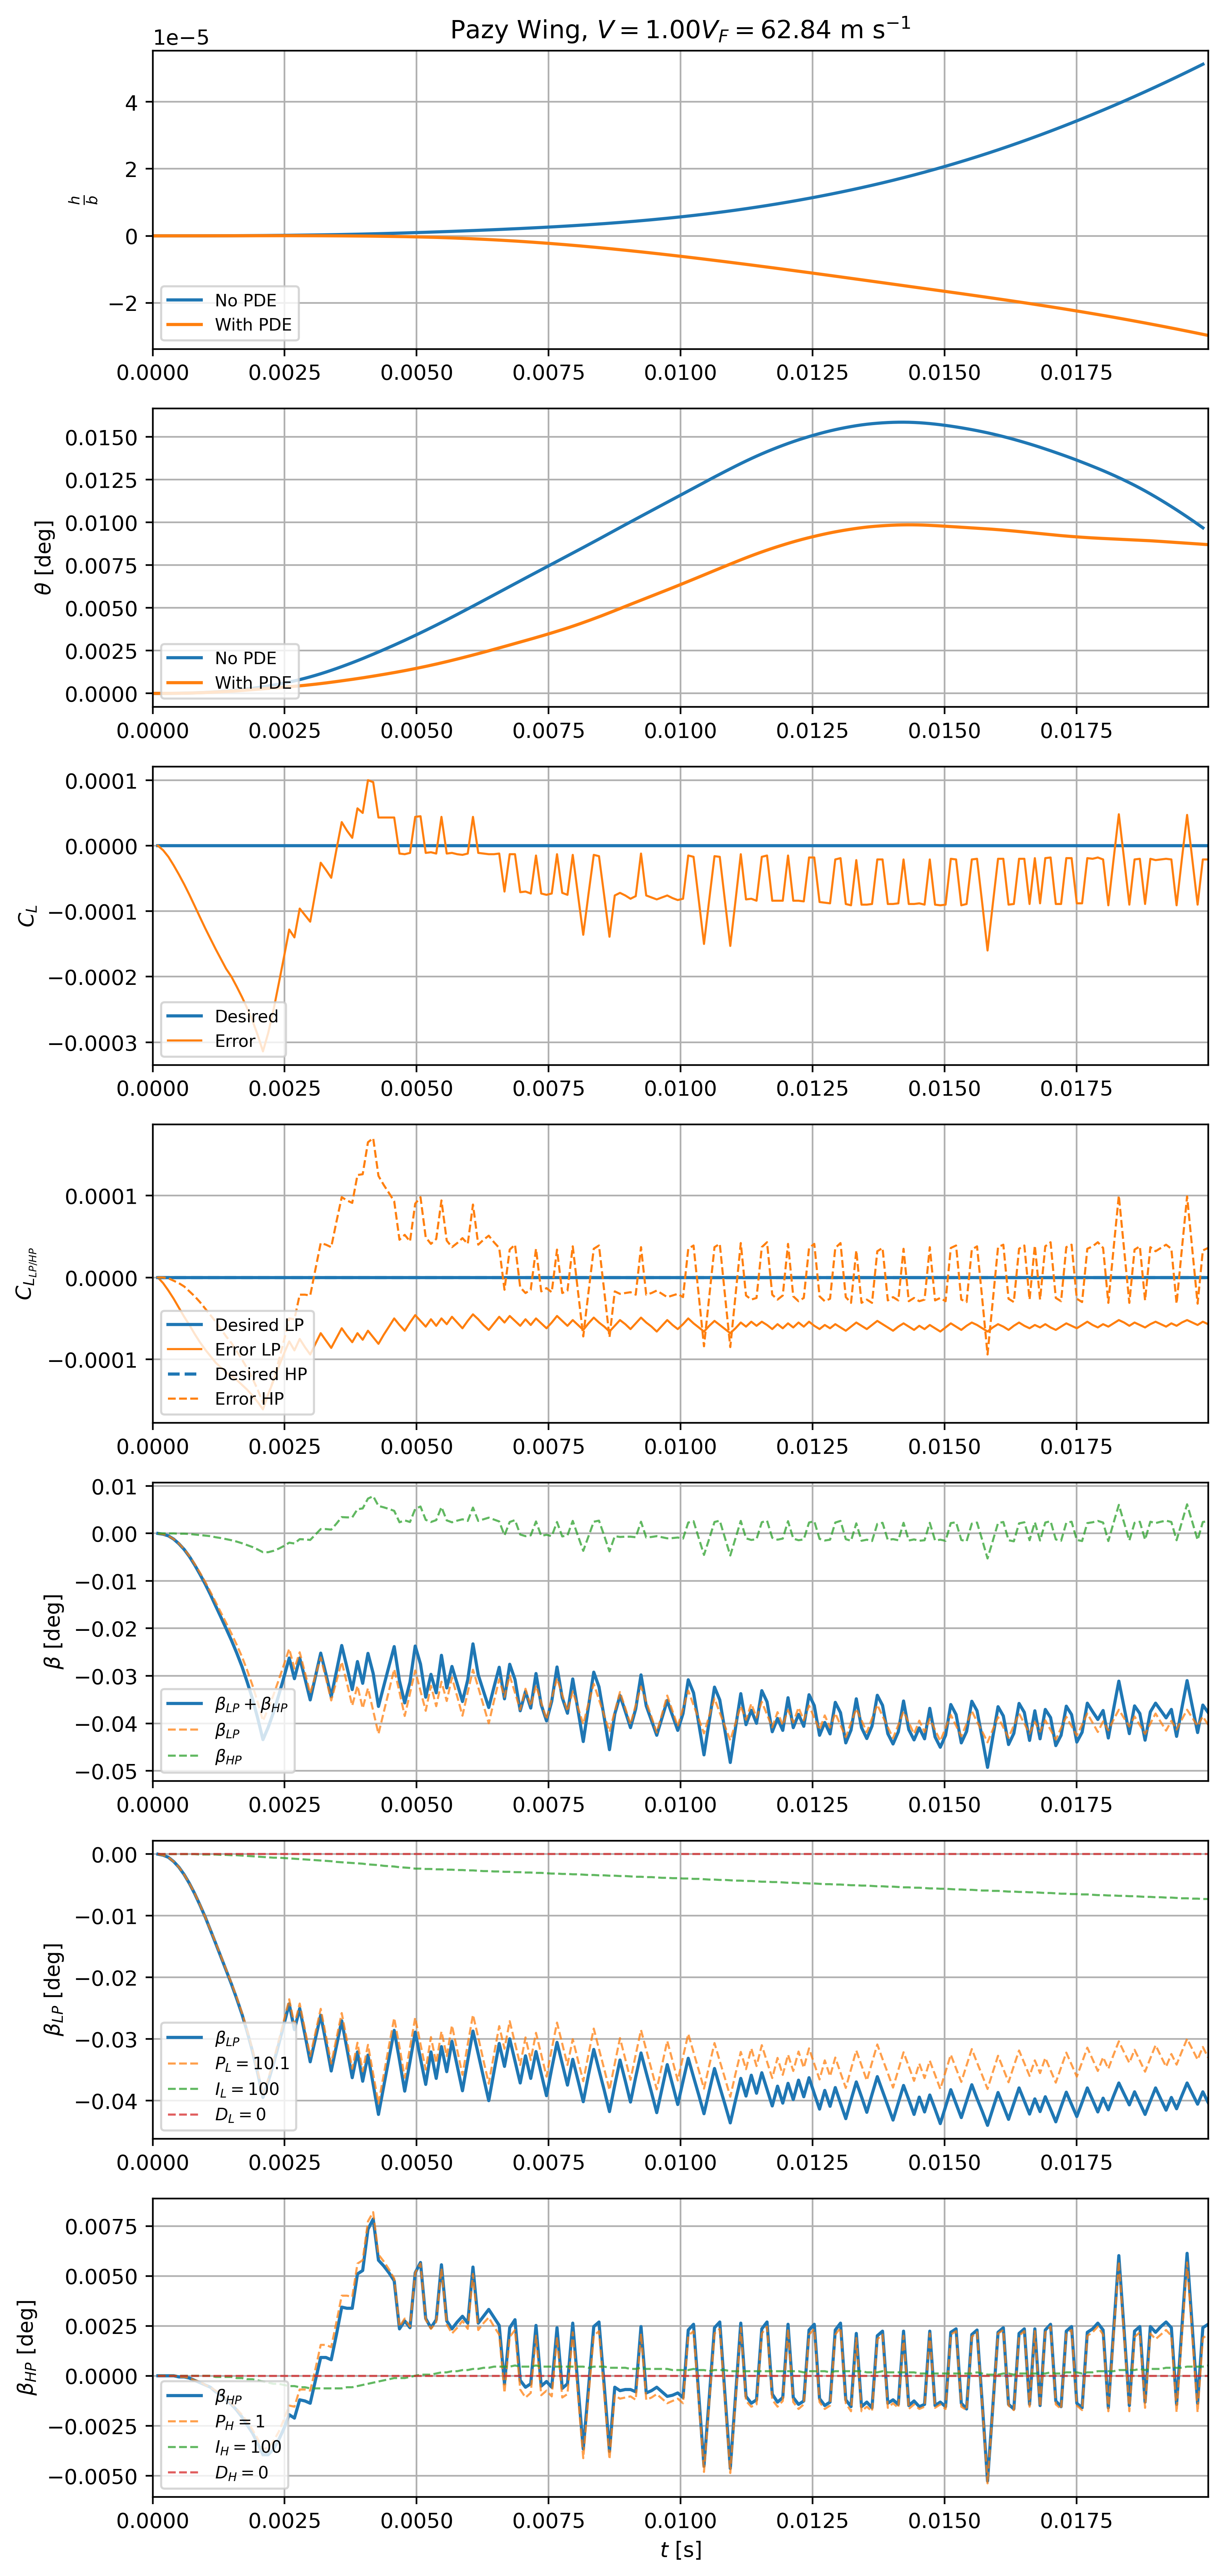 Pazy Wing, V = 1.00V_F = 62.84 m s⁻¹
1e−5
4
2
0
−2
h/b
No PDE
With PDE
0.0000 0.0025 0.0050 0.0075 0.0100 0.0125 0.0150 0.0175
0.0150
0.0125
0.0100
0.0075
0.0050
0.0025
0.0000
θ [deg]
No PDE
With PDE
0.0000 0.0025 0.0050 0.0075 0.0100 0.0125 0.0150 0.0175
0.0001
0.0000
−0.0001
−0.0002
−0.0003
C_L
Desired
Error
0.0000 0.0025 0.0050 0.0075 0.0100 0.0125 0.0150 0.0175
0.0001
0.0000
−0.0001
C_L_LP/HP
Desired LP
Error LP
Desired HP
Error HP
0.0000 0.0025 0.0050 0.0075 0.0100 0.0125 0.0150 0.0175
0.01
0.00
−0.01
−0.02
−0.03
−0.04
−0.05
β [deg]
β_LP + β_HP
β_LP
β_HP
0.0000 0.0025 0.0050 0.0075 0.0100 0.0125 0.0150 0.0175
0.00
−0.01
−0.02
−0.03
−0.04
β_LP [deg]
β_LP
P_L = 10.1
I_L = 100
D_L = 0
0.0000 0.0025 0.0050 0.0075 0.0100 0.0125 0.0150 0.0175
0.0075
0.0050
0.0025
0.0000
−0.0025
−0.0050
β_HP [deg]
β_HP
P_H = 1
I_H = 100
D_H = 0
0.0000 0.0025 0.0050 0.0075 0.0100 0.0125 0.0150 0.0175
t [s]